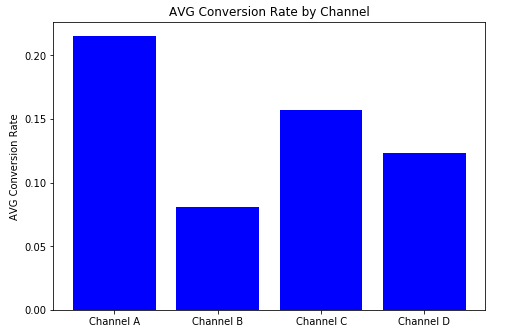 AVG Conversion Rate by Channel
AVG Conversion Rate
0.20
0.15
0.10
0.05
0.00
Channel A
Channel B
Channel C
Channel D